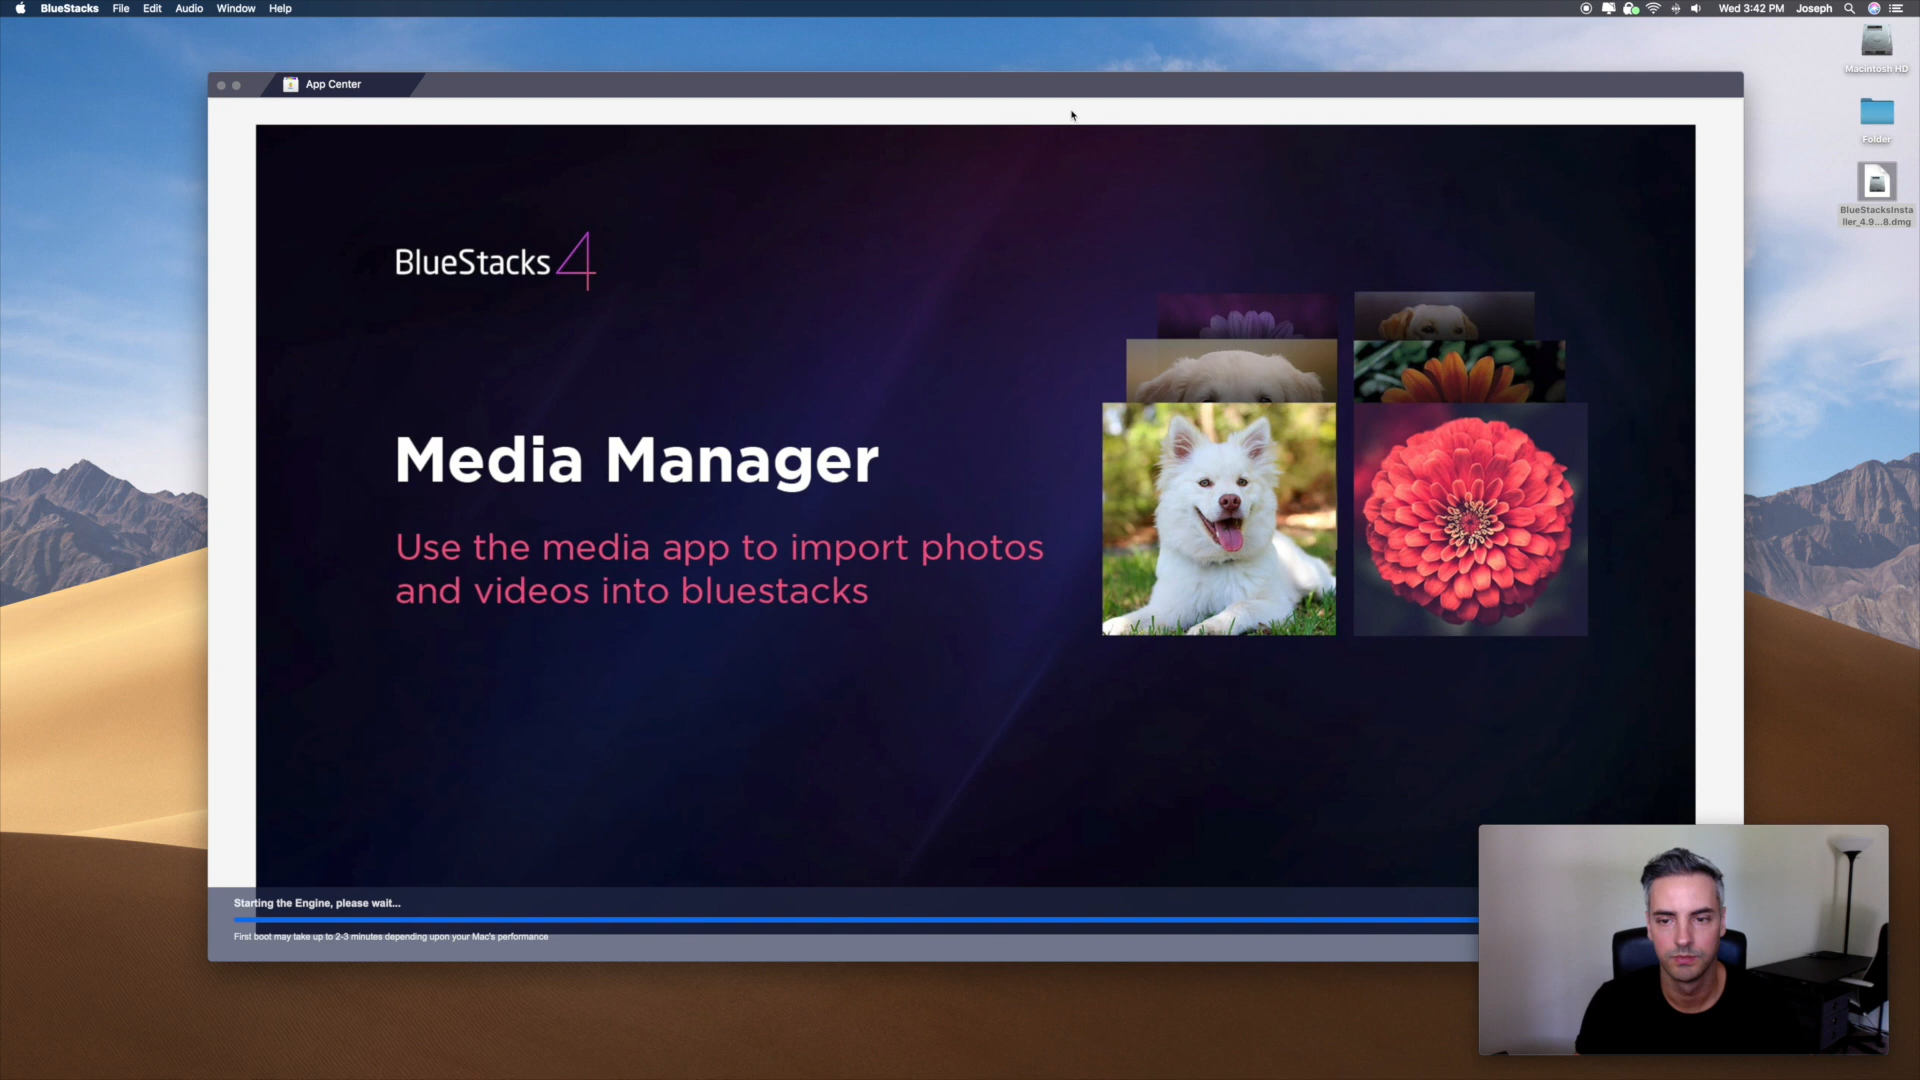 BlueStacks File Edit Audio Window Help
Wed 3:42 PM Joseph
Macintosh HD
App Center
Folder
BlueStacksInsta
ller_4.9...8.dmg
BlueStacks 4
Media Manager
Use the media app to import photos
and videos into bluestacks
Starting the Engine, please wait...
First boot may take up to 2-3 minutes depending upon your Mac's performance